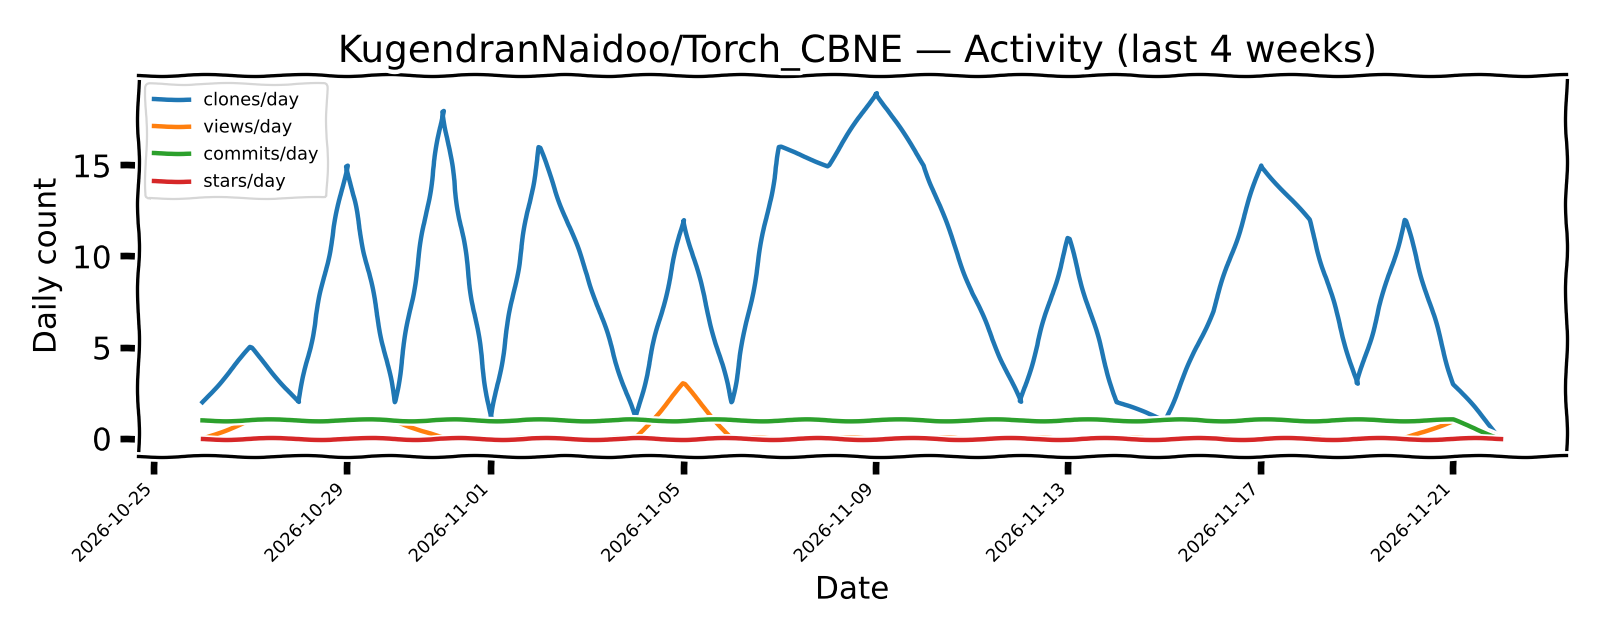 KugendranNaidoo/Torch_CBNE — Activity (last 4 weeks)
clones/day
views/day
commits/day
stars/day
Daily count
15
10
5
0
2026-10-25
2026-10-29
2026-11-01
2026-11-05
2026-11-09
2026-11-13
2026-11-17
2026-11-21
Date